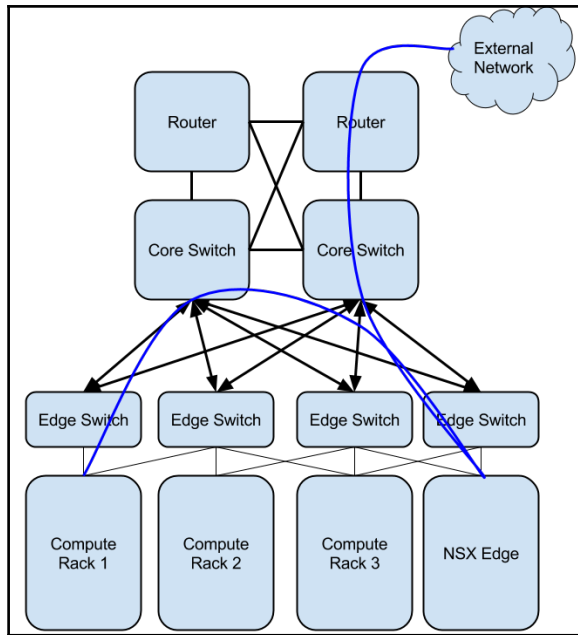 External
Network
Router
Router
Core Switch
Core Switch
Edge Switch
Edge Switch
Edge Switch
Edge Switch
Compute
Rack 1
Compute
Rack 2
Compute
Rack 3
NSX Edge